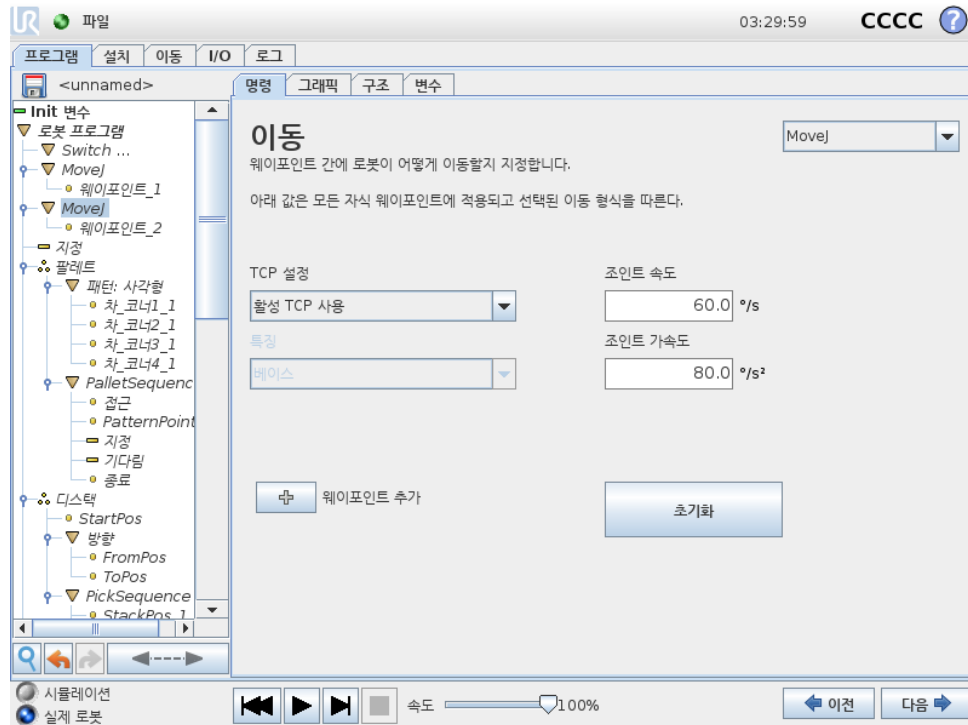 UR 파일 03:29:59 CCCC ?
프로그램 설치 이동 I/O 로그
<unnamed>
명령 그래픽 구조 변수
Init 변수
로봇 프로그램
Switch ...
MoveJ
웨이포인트_1
MoveJ
웨이포인트_2
지정
팔레트
패턴: 사각형
차_코너1_1
차_코너2_1
차_코너3_1
차_코너4_1
PalletSequenc
접근
PatternPoint
지정
기다림
종료
디스택
StartPos
방향
FromPos
ToPos
PickSequence
StackPos_1
이동
MoveJ
웨이포인트 간에 로봇이 어떻게 이동할지 지정합니다.
아래 값은 모든 자식 웨이포인트에 적용되고 선택된 이동 형식을 따른다.
TCP 설정
활성 TCP 사용
특징
베이스
조인트 속도
60.0 °/s
조인트 가속도
80.0 °/s²
웨이포인트 추가
초기화
시뮬레이션
실제 로봇
속도 100%
이전 다음